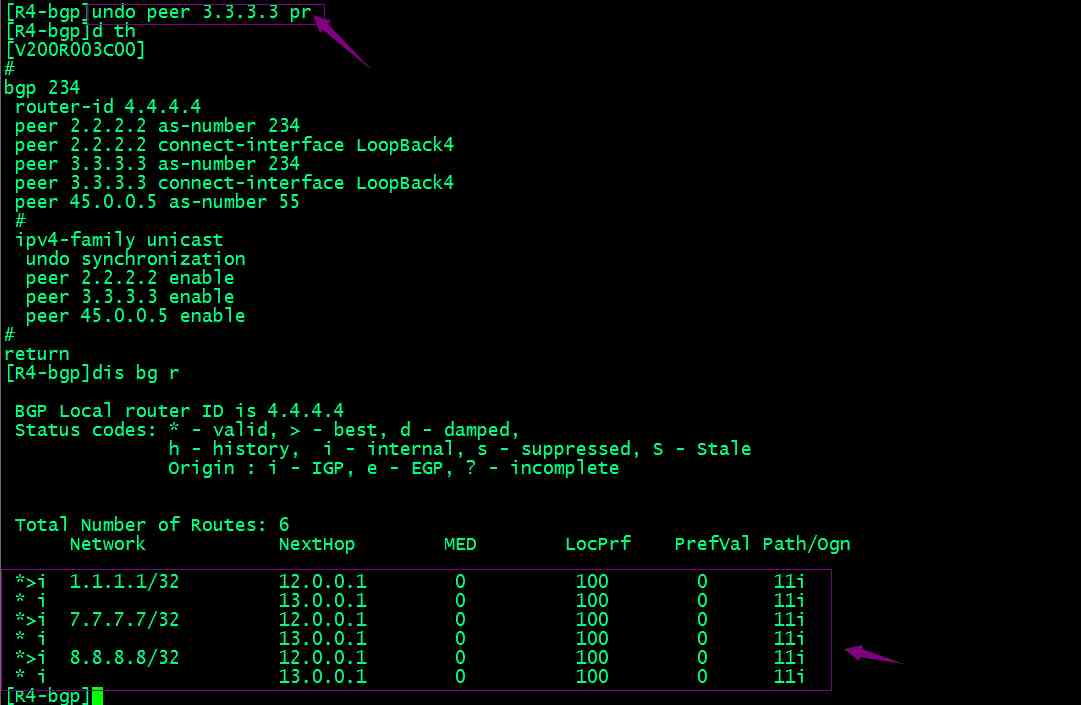 [R4-bgp]undo peer 3.3.3.3 pr
[R4-bgp]d th
[V200R003C00]
#
bgp 234
 router-id 4.4.4.4
 peer 2.2.2.2 as-number 234
 peer 2.2.2.2 connect-interface LoopBack4
 peer 3.3.3.3 as-number 234
 peer 3.3.3.3 connect-interface LoopBack4
 peer 45.0.0.5 as-number 55
 #
 ipv4-family unicast
  undo synchronization
  peer 2.2.2.2 enable
  peer 3.3.3.3 enable
  peer 45.0.0.5 enable
#
return
[R4-bgp]dis bg r
 BGP Local router ID is 4.4.4.4
 Status codes: * - valid, > - best, d - damped,
               h - history,  i - internal, s - suppressed, S - Stale
               Origin : i - IGP, e - EGP, ? - incomplete
 Total Number of Routes: 6
      Network            NextHop        MED        LocPrf    PrefVal Path/Ogn
 *>i  1.1.1.1/32         12.0.0.1        0          100        0      11i
 * i                     13.0.0.1        0          100        0      11i
 *>i  7.7.7.7/32         12.0.0.1        0          100        0      11i
 * i                     13.0.0.1        0          100        0      11i
 *>i  8.8.8.8/32         12.0.0.1        0          100        0      11i
 * i                     13.0.0.1        0          100        0      11i
[R4-bgp]